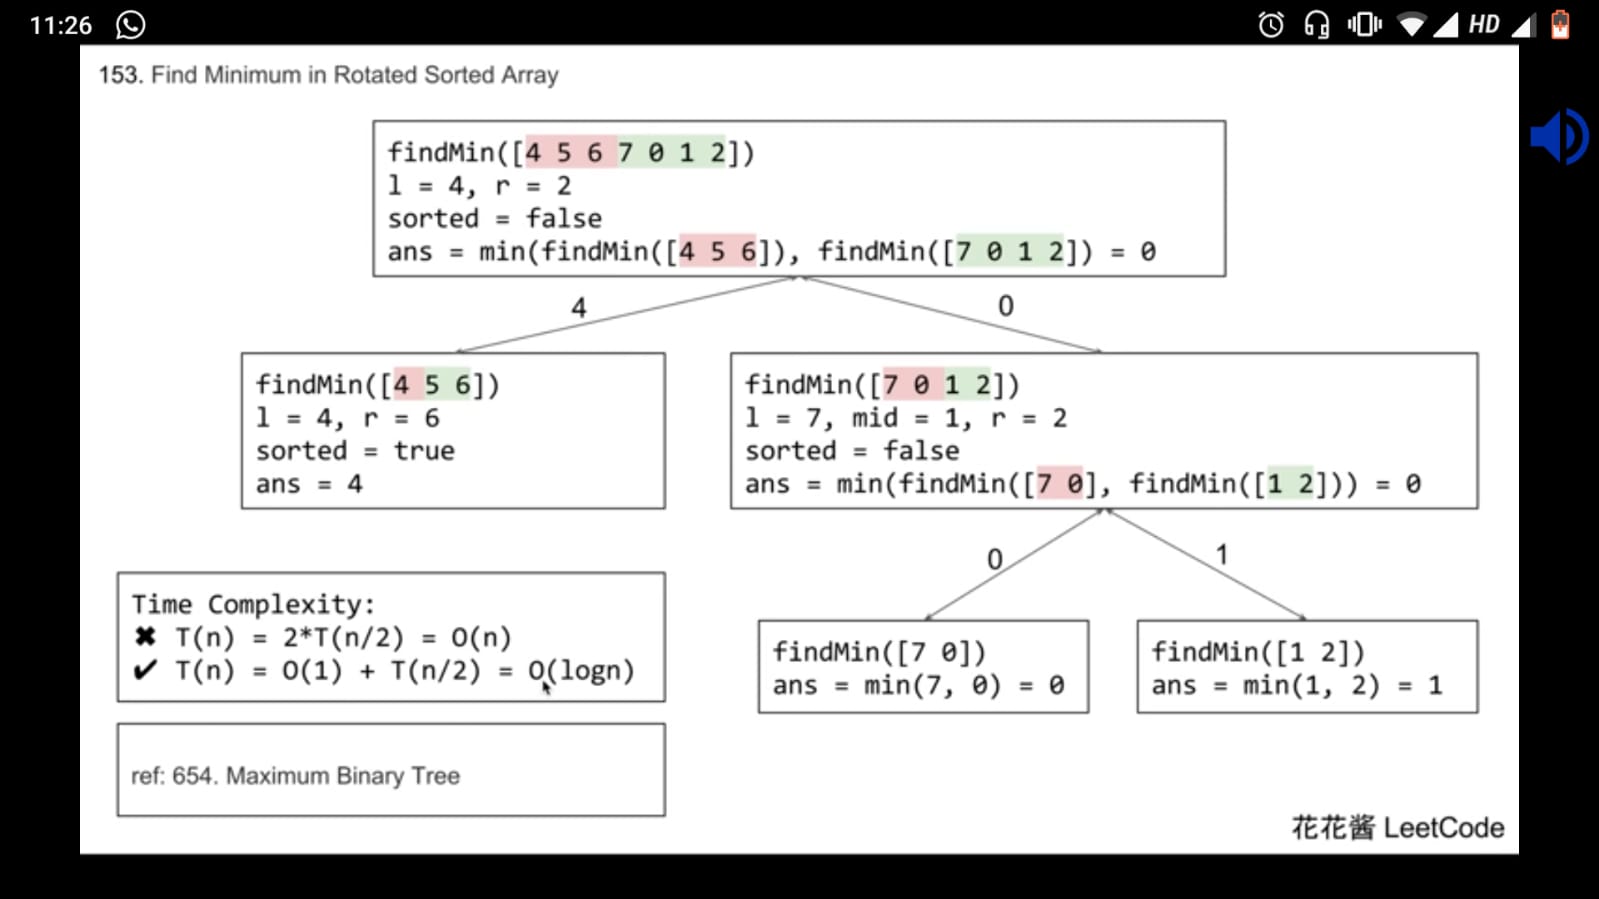 11:26
HD
153. Find Minimum in Rotated Sorted Array
findMin([4 5 6 7 0 1 2])
l = 4, r = 2
sorted = false
ans = min(findMin([4 5 6]), findMin([7 0 1 2]) = 0
4
0
findMin([4 5 6])
l = 4, r = 6
sorted = true
ans = 4
findMin([7 0 1 2])
l = 7, mid = 1, r = 2
sorted = false
ans = min(findMin([7 0], findMin([1 2])) = 0
0
1
Time Complexity:
✖ T(n) = 2*T(n/2) = O(n)
✔ T(n) = O(1) + T(n/2) = O(logn)
findMin([7 0])
ans = min(7, 0) = 0
findMin([1 2])
ans = min(1, 2) = 1
ref: 654. Maximum Binary Tree
花花酱 LeetCode